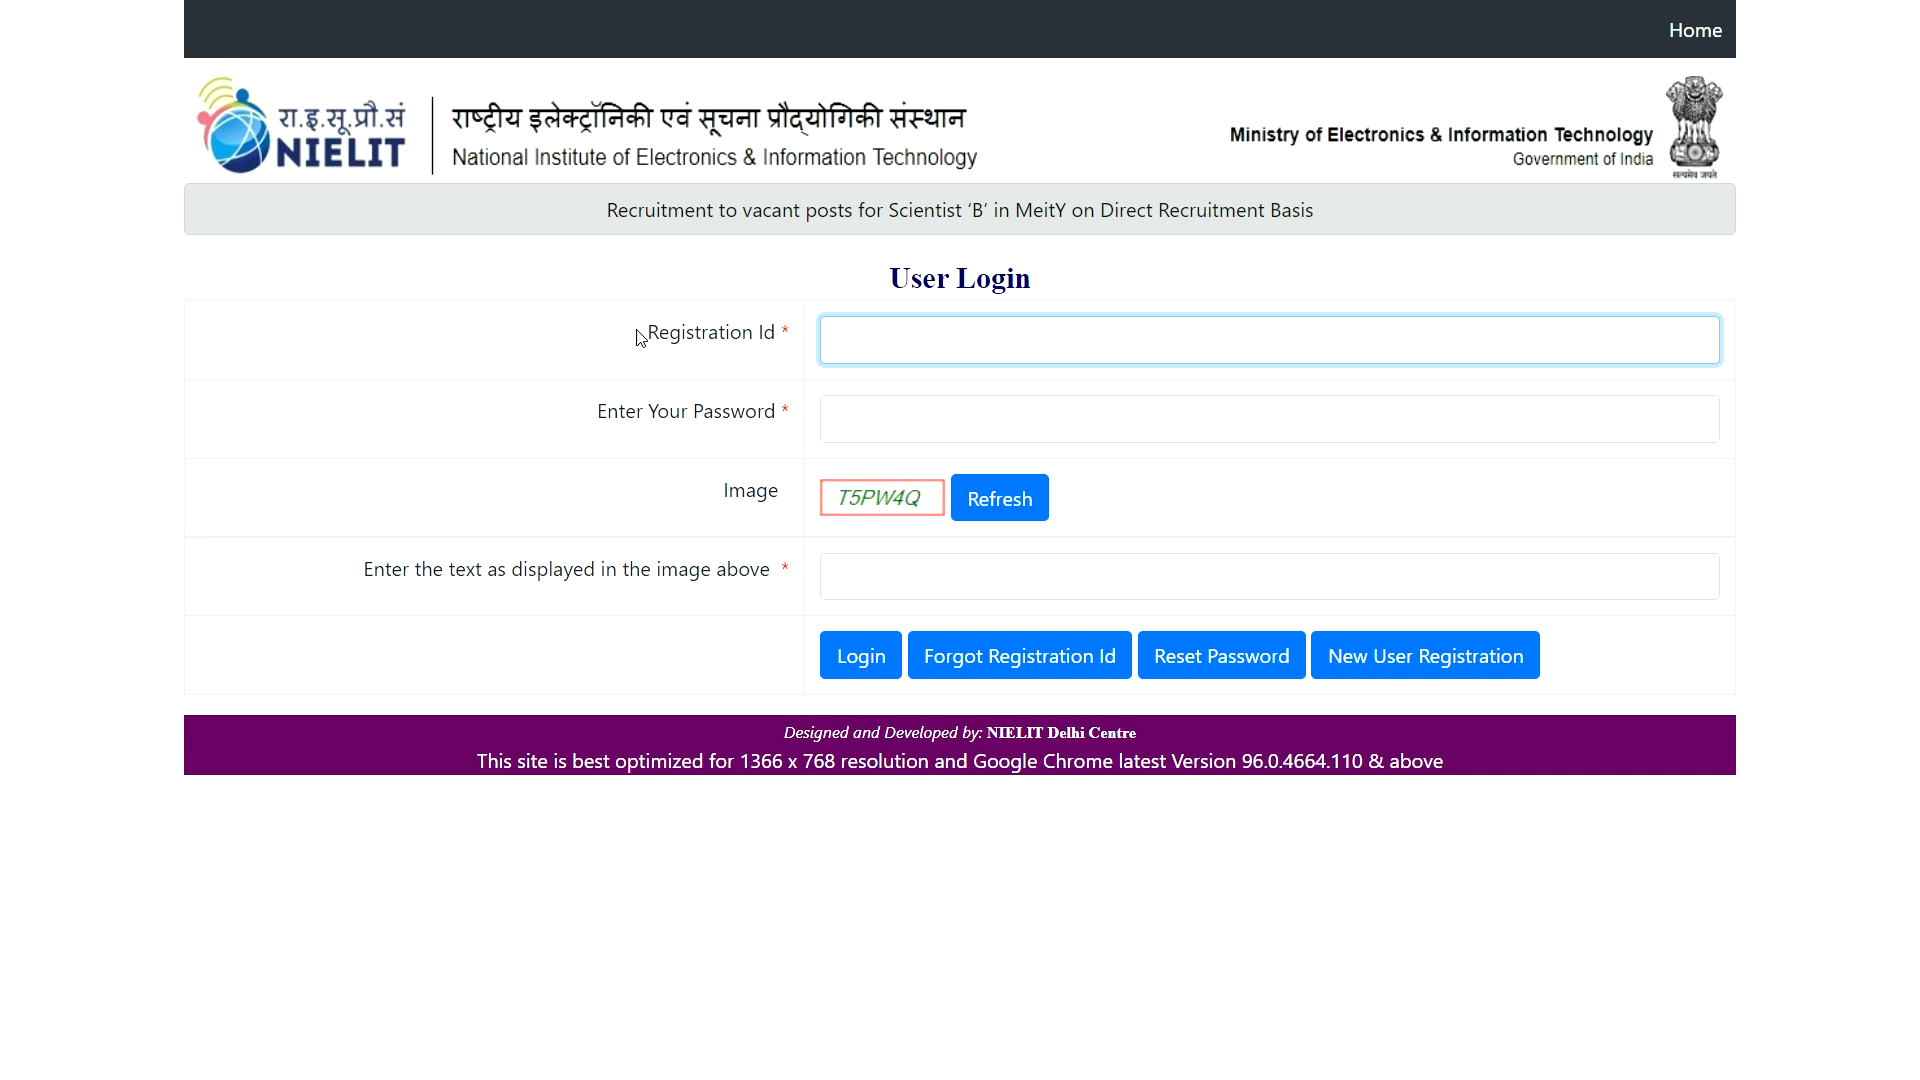 Home
रा.इ.सू.प्रौ.सं
NIELIT
राष्ट्रीय इलेक्ट्रॉनिकी एवं सूचना प्रौद्योगिकी संस्थान
National Institute of Electronics & Information Technology
Ministry of Electronics & Information Technology
Government of India
सत्यमेव जयते
Recruitment to vacant posts for Scientist ‘B’ in MeitY on Direct Recruitment Basis
User Login
Registration Id *
Enter Your Password *
Image
T5PW4Q
Refresh
Enter the text as displayed in the image above *
Login
Forgot Registration Id
Reset Password
New User Registration
Designed and Developed by: NIELIT Delhi Centre
This site is best optimized for 1366 x 768 resolution and Google Chrome latest Version 96.0.4664.110 & above